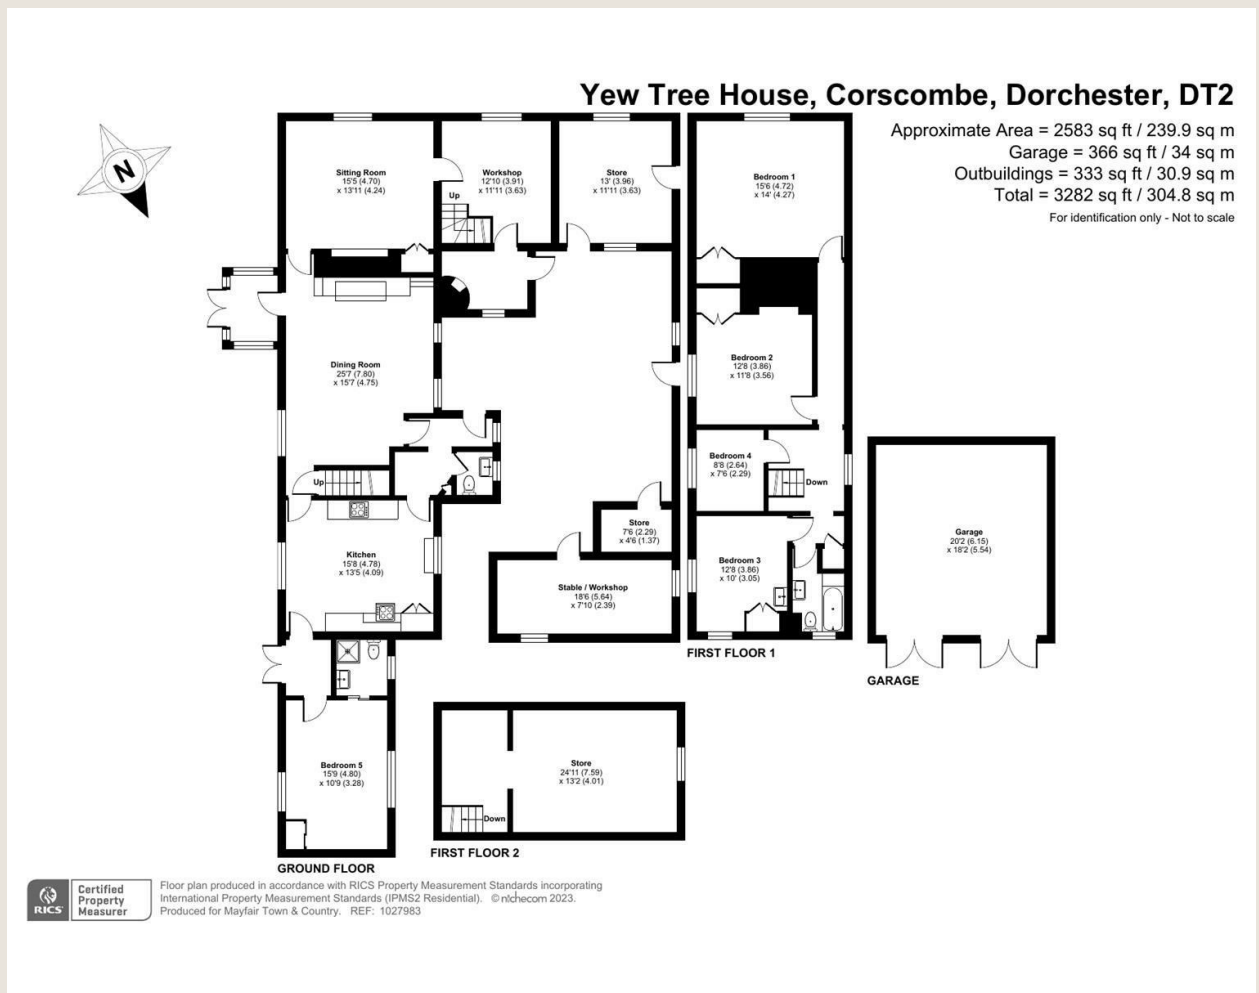 Yew Tree House, Corscombe, Dorchester, DT2
Approximate Area = 2583 sq ft / 239.9 sq m
Garage = 366 sq ft / 34 sq m
Outbuildings = 333 sq ft / 30.9 sq m
Total = 3282 sq ft / 304.8 sq m
For identification only - Not to scale
N
Sitting Room
15'5 (4.70)
x 13'11 (4.24)
Workshop
12'10 (3.91)
x 11'11 (3.63)
Up
Store
13' (3.96)
x 11'11 (3.63)
Bedroom 1
15'6 (4.72)
x 14' (4.27)
Dining Room
25'7 (7.80)
x 15'7 (4.75)
Bedroom 2
12'8 (3.86)
x 11'8 (3.56)
Bedroom 4
8'8 (2.64)
x 7'6 (2.29)
Down
Up
Store
7'6 (2.29)
x 4'6 (1.37)
Kitchen
15'8 (4.78)
x 13'5 (4.09)
Stable / Workshop
18'6 (5.64)
x 7'10 (2.39)
Bedroom 3
12'8 (3.86)
x 10' (3.05)
Garage
20'2 (6.15)
x 18'2 (5.54)
FIRST FLOOR 1
GARAGE
Bedroom 5
15'9 (4.80)
x 10'9 (3.28)
Store
24'11 (7.59)
x 13'2 (4.01)
Down
FIRST FLOOR 2
GROUND FLOOR
RICS
Certified
Property
Measurer
Floor plan produced in accordance with RICS Property Measurement Standards incorporating
International Property Measurement Standards (IPMS2 Residential). © nichecom 2023.
Produced for Mayfair Town & Country. REF: 1027983